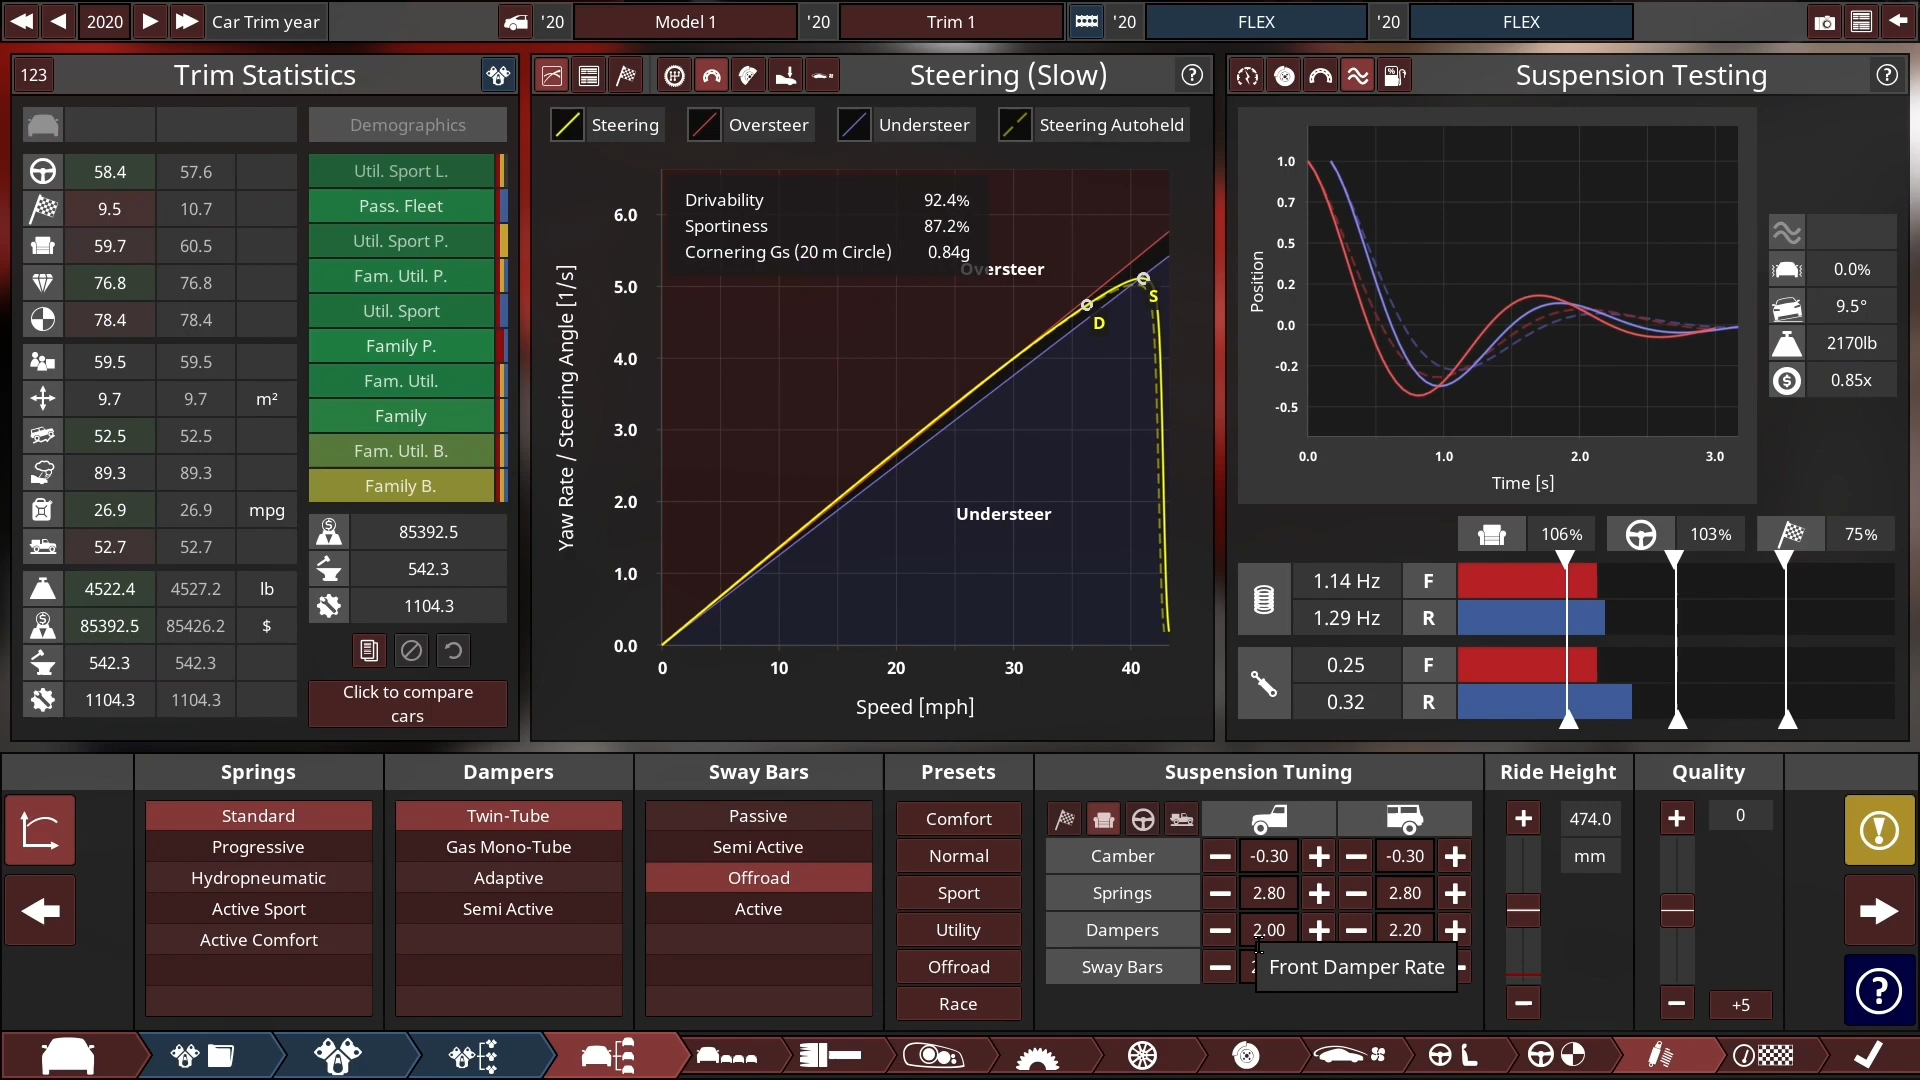 2020 Car Trim year '20 Model 1 '20 Trim 1 '20 FLEX '20 FLEX
123 Trim Statistics
Demographics
58.4 57.6
9.5 10.7
59.7 60.5
76.8 76.8
78.4 78.4
59.5 59.5
9.7 9.7 m²
52.5 52.5
89.3 89.3
26.9 26.9 mpg
52.7 52.7
4522.4 4527.2 lb
85392.5 85426.2 $
542.3 542.3
1104.3 1104.3
Util. Sport L.
Pass. Fleet
Util. Sport P.
Fam. Util. P.
Util. Sport
Family P.
Fam. Util.
Family
Fam. Util. B.
Family B.
85392.5
542.3
1104.3
Click to compare
cars
Steering (Slow) ?
Steering Oversteer Understeer Steering Autoheld
Drivability 92.4%
Sportiness 87.2%
Cornering Gs (20 m Circle) 0.84g
Oversteer
S
D
Understeer
Yaw Rate / Steering Angle [1/s]
6.0
5.0
4.0
3.0
2.0
1.0
0.0
0 10 20 30 40
Speed [mph]
Suspension Testing ?
Position
1.0
0.7
0.5
0.2
0.0
-0.2
-0.5
0.0 1.0 2.0 3.0
Time [s]
0.0%
9.5°
2170lb
0.85x
106% 103% 75%
1.14 Hz F
1.29 Hz R
0.25 F
0.32 R
Springs
Standard
Progressive
Hydropneumatic
Active Sport
Active Comfort
Dampers
Twin-Tube
Gas Mono-Tube
Adaptive
Semi Active
Sway Bars
Passive
Semi Active
Offroad
Active
Presets
Comfort
Normal
Sport
Utility
Offroad
Race
Suspension Tuning
Camber -0.30 -0.30
Springs 2.80 2.80
Dampers 2.00 2.20
Sway Bars
Front Damper Rate
Ride Height
474.0
mm
Quality
0
+5
?